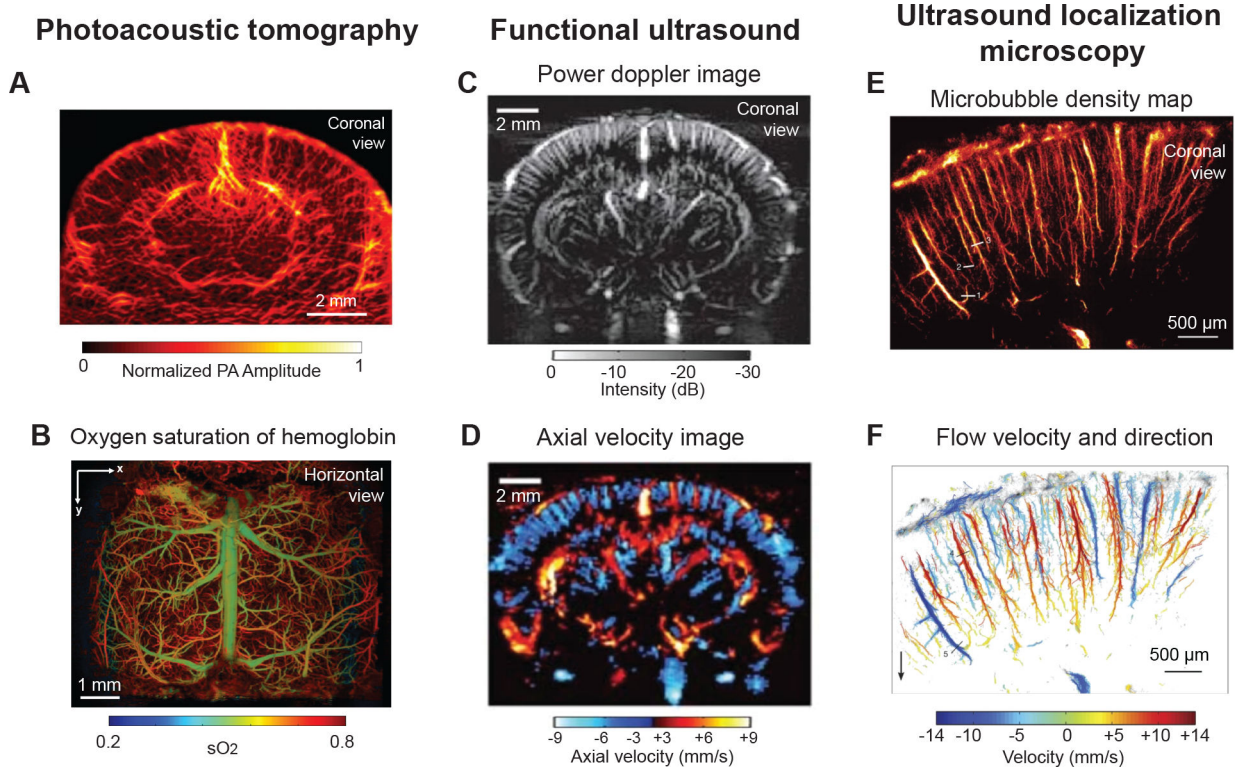 Photoacoustic tomography
Functional ultrasound
Ultrasound localization
microscopy
A
Coronal
view
2 mm
0
1
Normalized PA Amplitude
C
Power doppler image
2 mm
Coronal
view
0
-10
-20
-30
Intensity (dB)
E
Microbubble density map
Coronal
view
3
2
1
500 µm
B
Oxygen saturation of hemoglobin
x
y
Horizontal
view
1 mm
0.2
0.8
sO2
D
Axial velocity image
2 mm
-9
-6
-3
+3
+6
+9
Axial velocity (mm/s)
F
Flow velocity and direction
5
500 µm
-14
-10
-5
0
+5
+10
+14
Velocity (mm/s)